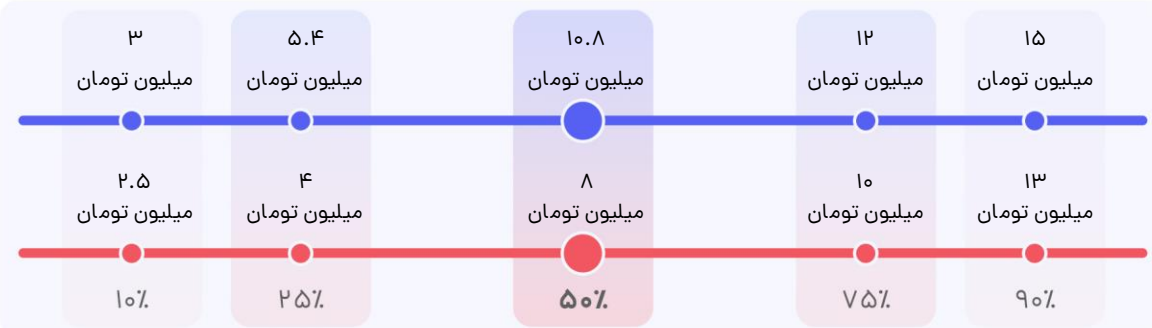 ۳ ۵.۴ ۱۰.۸ ۱۲ ۱۵
میلیون تومان میلیون تومان میلیون تومان میلیون تومان میلیون تومان
۲.۵ ۴ ۸ ۱۰ ۱۳
میلیون تومان میلیون تومان میلیون تومان میلیون تومان میلیون تومان
۱۰٪ ۲۵٪ ۵۰٪ ۷۵٪ ۹۰٪